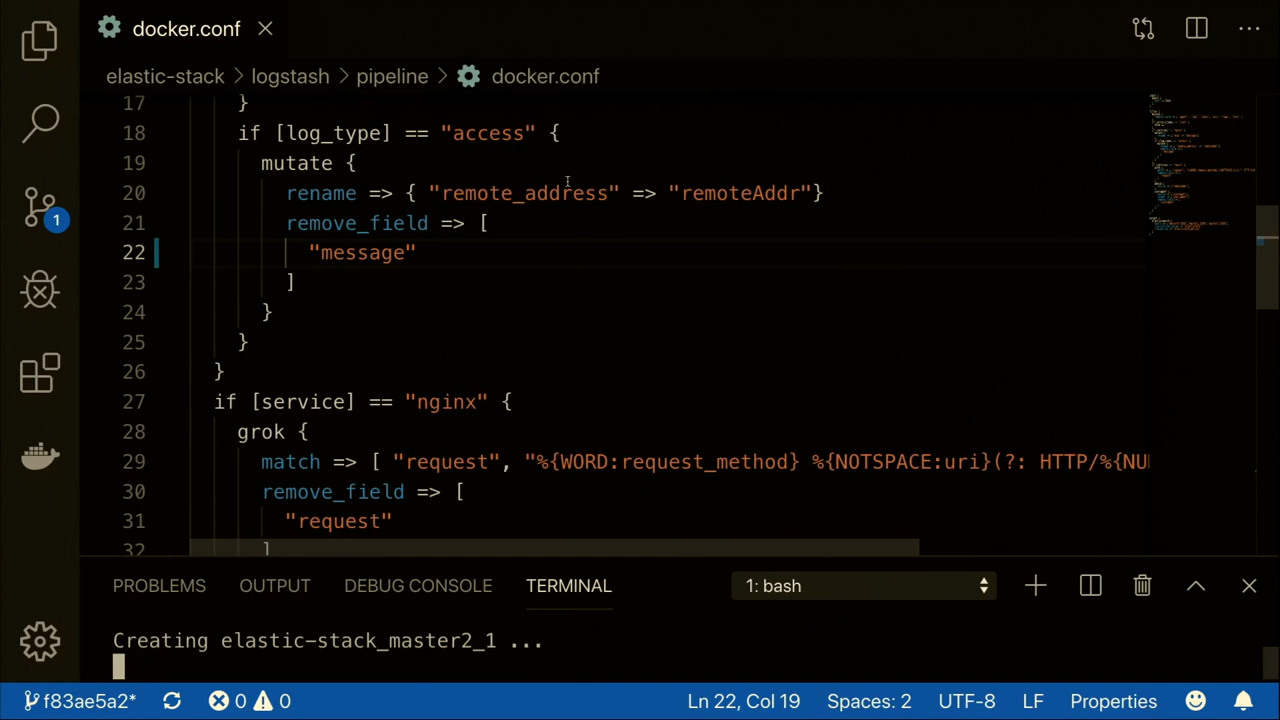 docker.conf
elastic-stack > logstash > pipeline > docker.conf
17 }
18 if [log_type] == "access" {
19 mutate {
20 rename => { "remote_address" => "remoteAddr"}
21 remove_field => [
22 "message"
23 ]
24 }
25 }
26 }
27 if [service] == "nginx" {
28 grok {
29 match => [ "request", "%{WORD:request_method} %{NOTSPACE:uri}(?: HTTP/%{NU
30 remove_field => [
31 "request"
32 ]
1
PROBLEMS OUTPUT DEBUG CONSOLE TERMINAL 1: bash
Creating elastic-stack_master2_1 ...
f83ae5a2* 0 0 Ln 22, Col 19 Spaces: 2 UTF-8 LF Properties